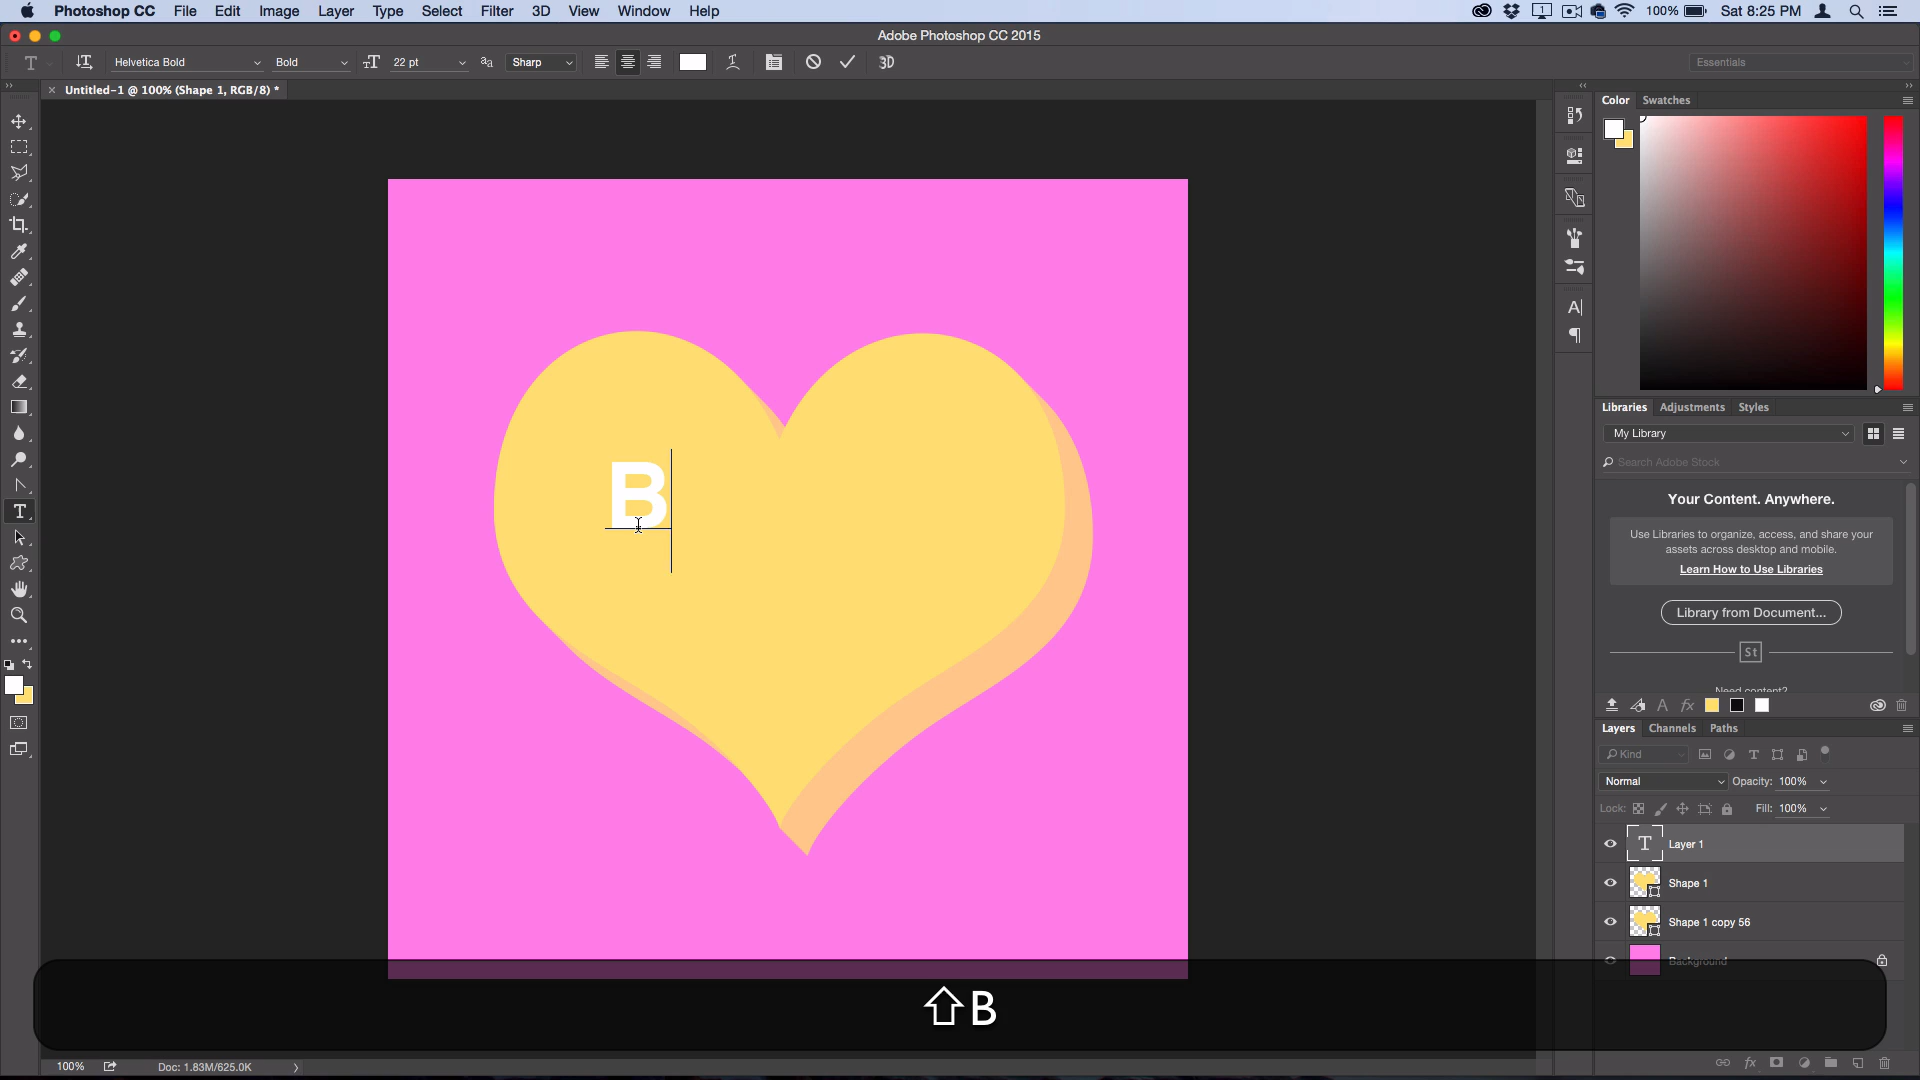 Photoshop CC File Edit Image Layer Type Select Filter 3D View Window Help 1 100% Sat 8:25 PM
Adobe Photoshop CC 2015
T Helvetica Bold Bold 22 pt aa Sharp 3D Essentials
Untitled-1 @ 100% (Shape 1, RGB/8) *
Color Swatches
B
Libraries Adjustments Styles
My Library
Search Adobe Stock
Your Content. Anywhere.
Use Libraries to organize, access, and share your
assets across desktop and mobile.
Learn How to Use Libraries
Library from Document...
St
Need content?
A fx
Layers Channels Paths
Kind T
Normal Opacity: 100%
Lock: Fill: 100%
T Layer 1
Shape 1
Shape 1 copy 56
Background
⇧B
100% Doc: 1.83M/625.0K
fx